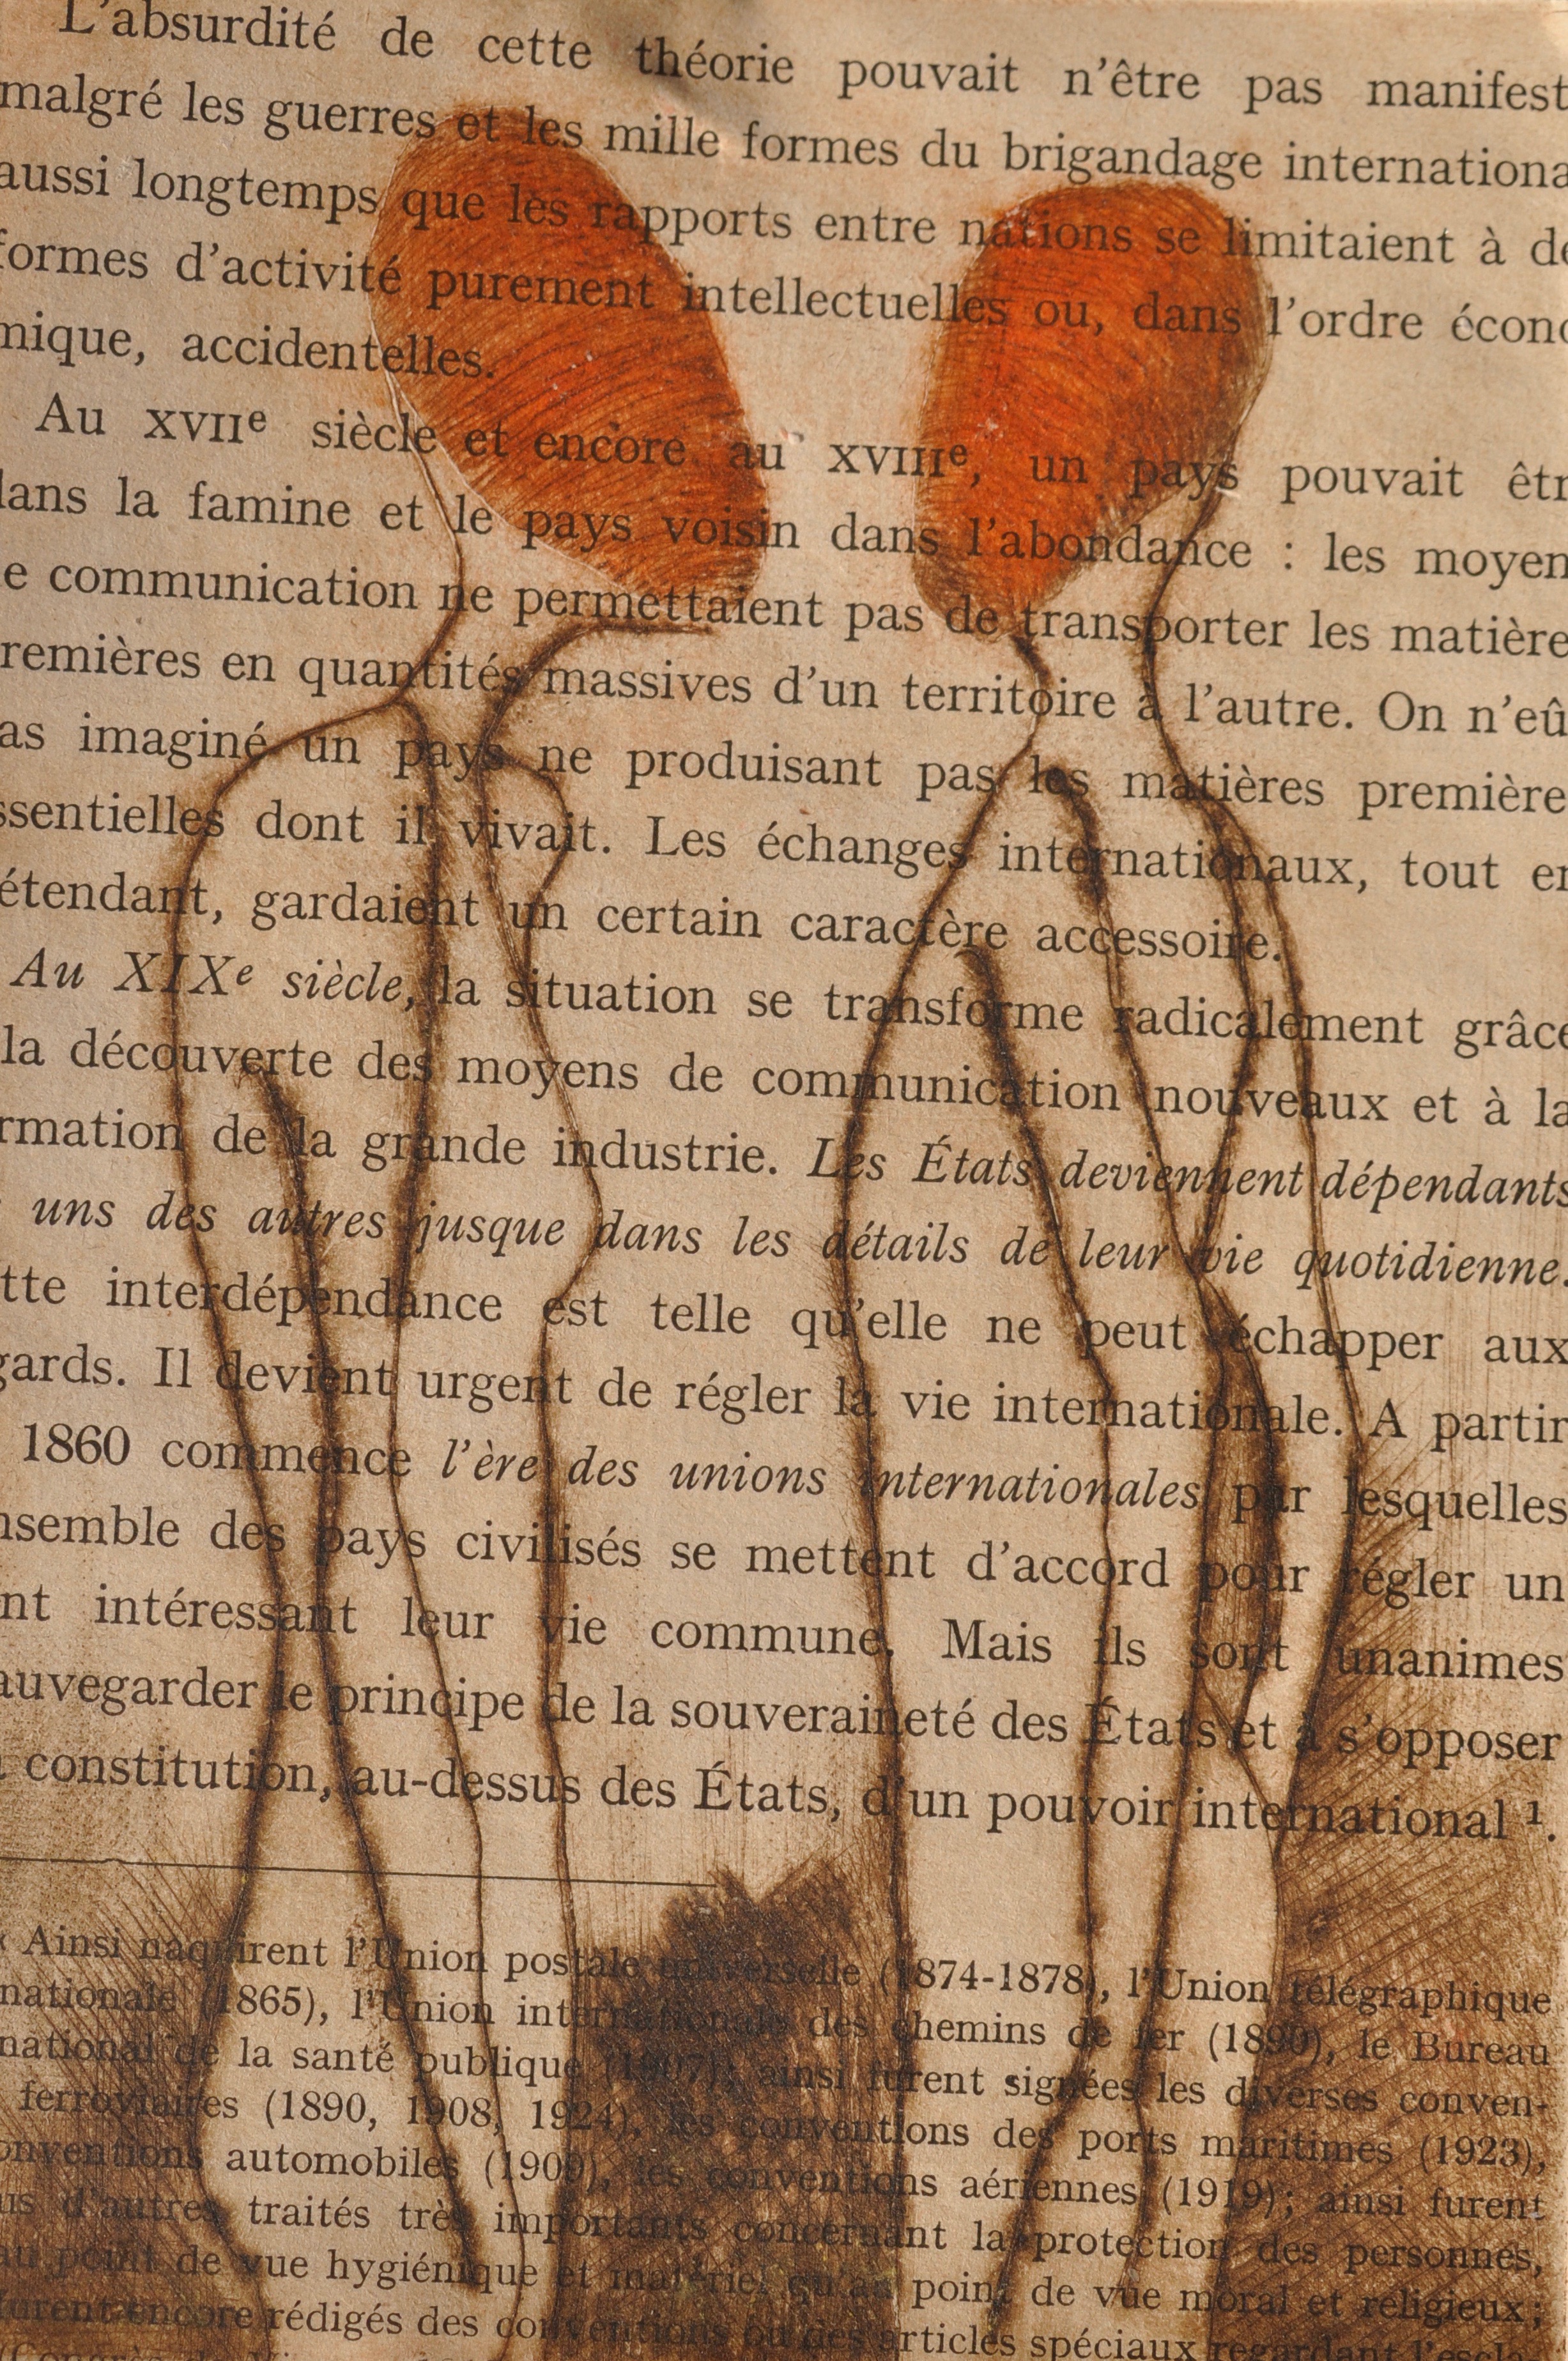 L'absurdité de cette théorie pouvait n'être pas manifest
malgré les guerres et les mille formes du brigandage internationa
aussi longtemps que les rapports entre nations se limitaient à de
formes d'activité purement intellectuelles ou, dans l'ordre écono
mique, accidentelles.
Au XVIIe siècle et encore au XVIIIe, un pays pouvait êtr
dans la famine et le pays voisin dans l'abondance : les moyen
e communication ne permettaient pas de transporter les matière
remières en quantités massives d'un territoire à l'autre. On n'eû
as imaginé un pays ne produisant pas les matières première
ssentielles dont il vivait. Les échanges internationaux, tout en
étendant, gardaient un certain caractère accessoire.
Au XIXe siècle, la situation se transforme radicalement grâce
la découverte des moyens de communication nouveaux et à la
rmation de la grande industrie. Les États deviennent dépendants
uns des autres jusque dans les détails de leur vie quotidienne.
tte interdépendance est telle qu'elle ne peut échapper aux
gards. Il devient urgent de régler la vie internationale. A partir
1860 commence l'ère des unions internationales par lesquelles
nsemble des pays civilisés se mettent d'accord pour régler un
nt intéressant leur vie commune. Mais ils sont unanimes
auvegarder le principe de la souveraineté des États et à s'opposer
constitution, au-dessus des États, d'un pouvoir international ¹.
« Ainsi naquirent l'Union postale universelle (1874-1878), l'Union télégraphique
nationale (1865), l'Union internationale des chemins de fer (1890), le Bureau
national de la santé publique (1907); ainsi furent signées les diverses conven-
ferroviaires (1890, 1908, 1924), les conventions des ports maritimes (1923),
onventions automobiles (1909), les conventions aériennes (1919); ainsi furent
us d'autres traités très importants concernant la protection des personnes,
au point de vue hygiénique et matériel qu'au point de vue moral et religieux;
furent encore rédigés des conventions ou des articles spéciaux regardant l'escla-